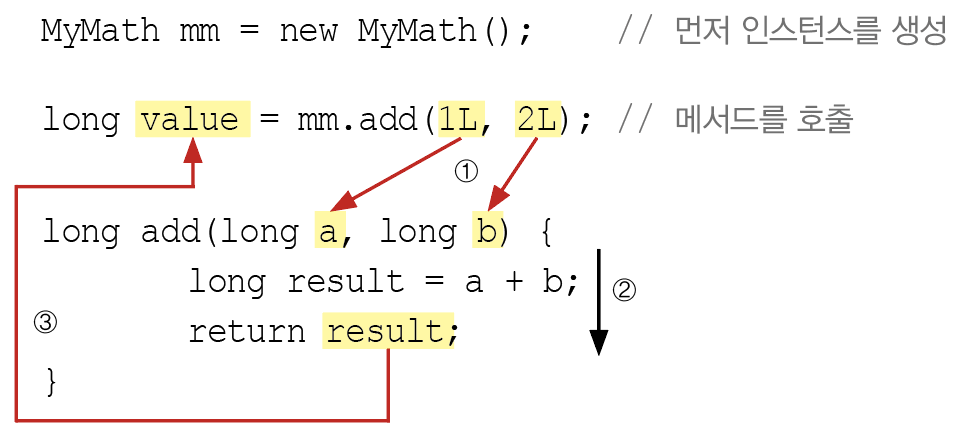 MyMath mm = new MyMath(); // 먼저 인스턴스를 생성
long value = mm.add(1L, 2L); // 메서드를 호출
①
long add(long a, long b) {
long result = a + b;
②
③
return result;
}